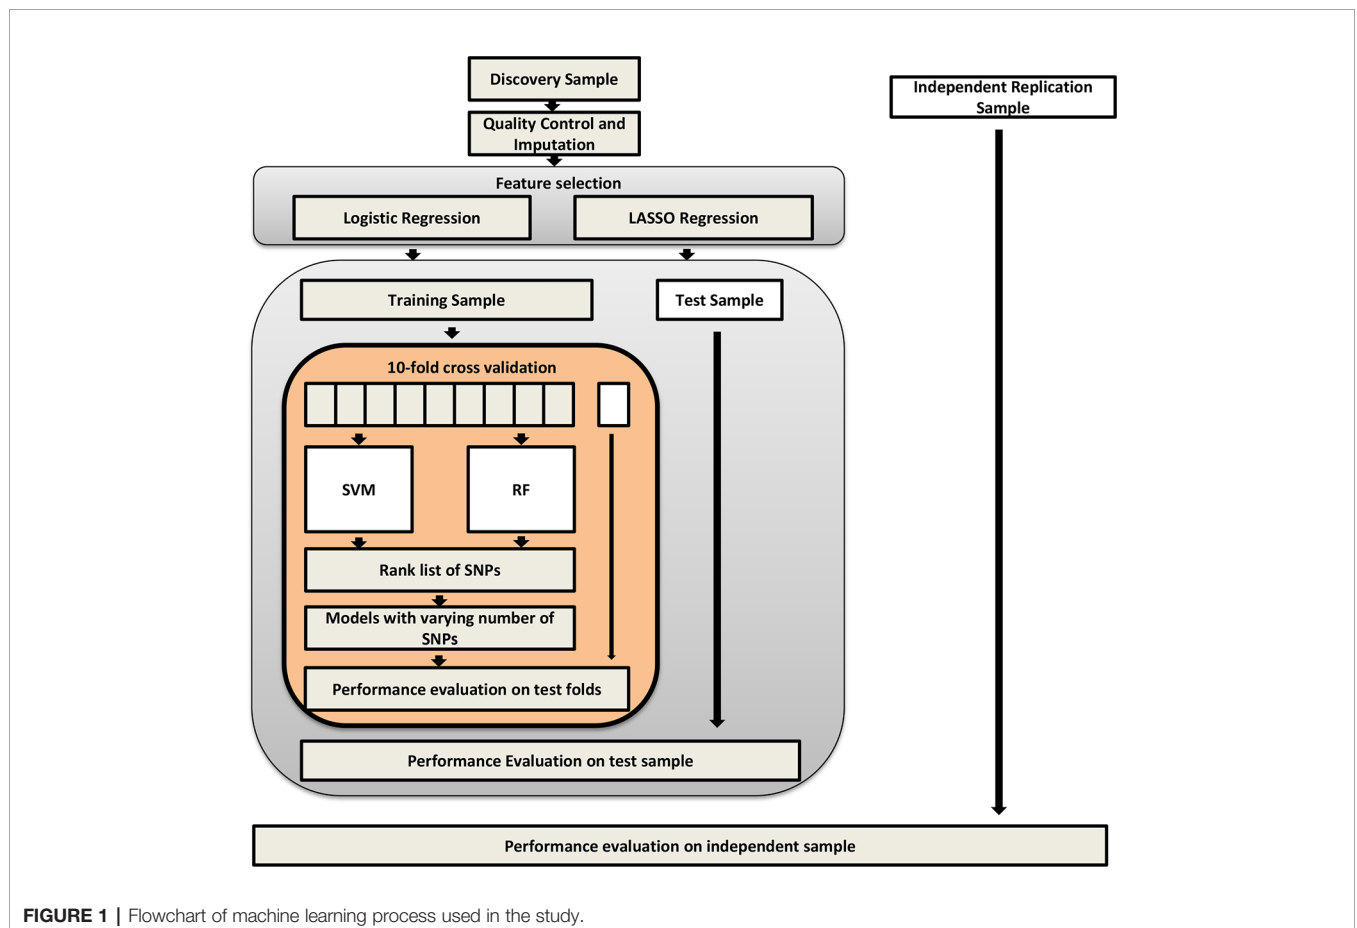 Discovery Sample
Independent Replication
Sample
Quality Control and
Imputation
Feature selection
Logistic Regression
LASSO Regression
Training Sample
Test Sample
10-fold cross validation
SVM
RF
Rank list of SNPs
Models with varying number of
SNPs
Performance evaluation on test folds
Performance Evaluation on test sample
Performance evaluation on independent sample
FIGURE 1 | Flowchart of machine learning process used in the study.